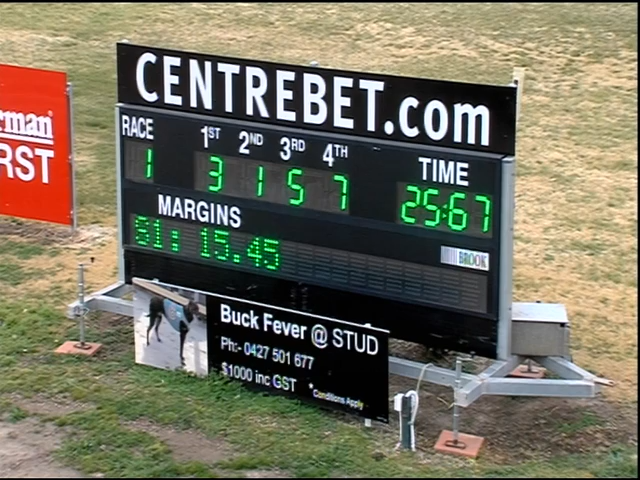 CENTREBET.com
RACE 1ST 2ND 3RD 4TH TIME
1 3 1 5 7 25:67
MARGINS
S1: 15.45
BROOK
rman
RST
Buck Fever @ STUD
Ph:- 0427 501 677
$1000 inc GST *Conditions Apply